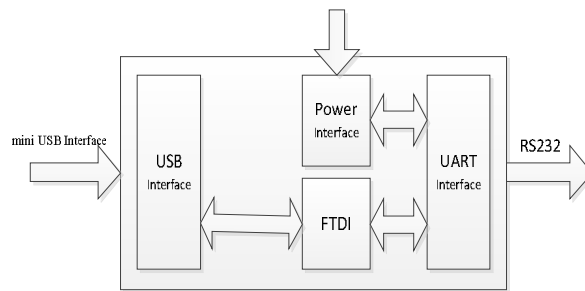 mini USB Interface
USB
Interface
Power
Interface
FTDI
UART
Interface
RS232